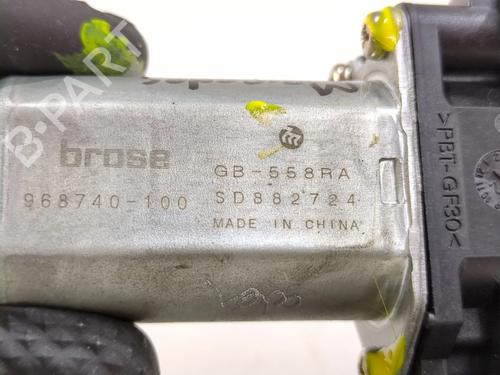 B-PART
brose
GB-558RA
968740-100
SD882724
MADE IN CHINA
>PBT-GF30<